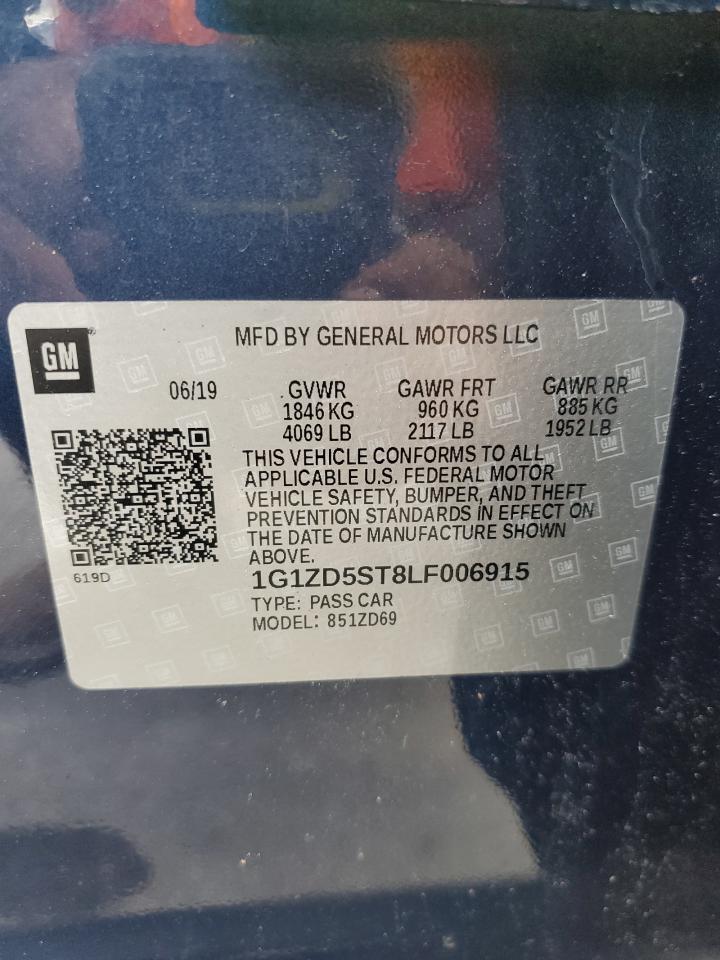 GM
MFD BY GENERAL MOTORS LLC
06/19 GVWR GAWR FRT GAWR RR
1846 KG 960 KG 885 KG
4069 LB 2117 LB 1952 LB
THIS VEHICLE CONFORMS TO ALL
APPLICABLE U.S. FEDERAL MOTOR
VEHICLE SAFETY, BUMPER, AND THEFT
PREVENTION STANDARDS IN EFFECT ON
THE DATE OF MANUFACTURE SHOWN
ABOVE.
619D
1G1ZD5ST8LF006915
TYPE: PASS CAR
MODEL: 851ZD69